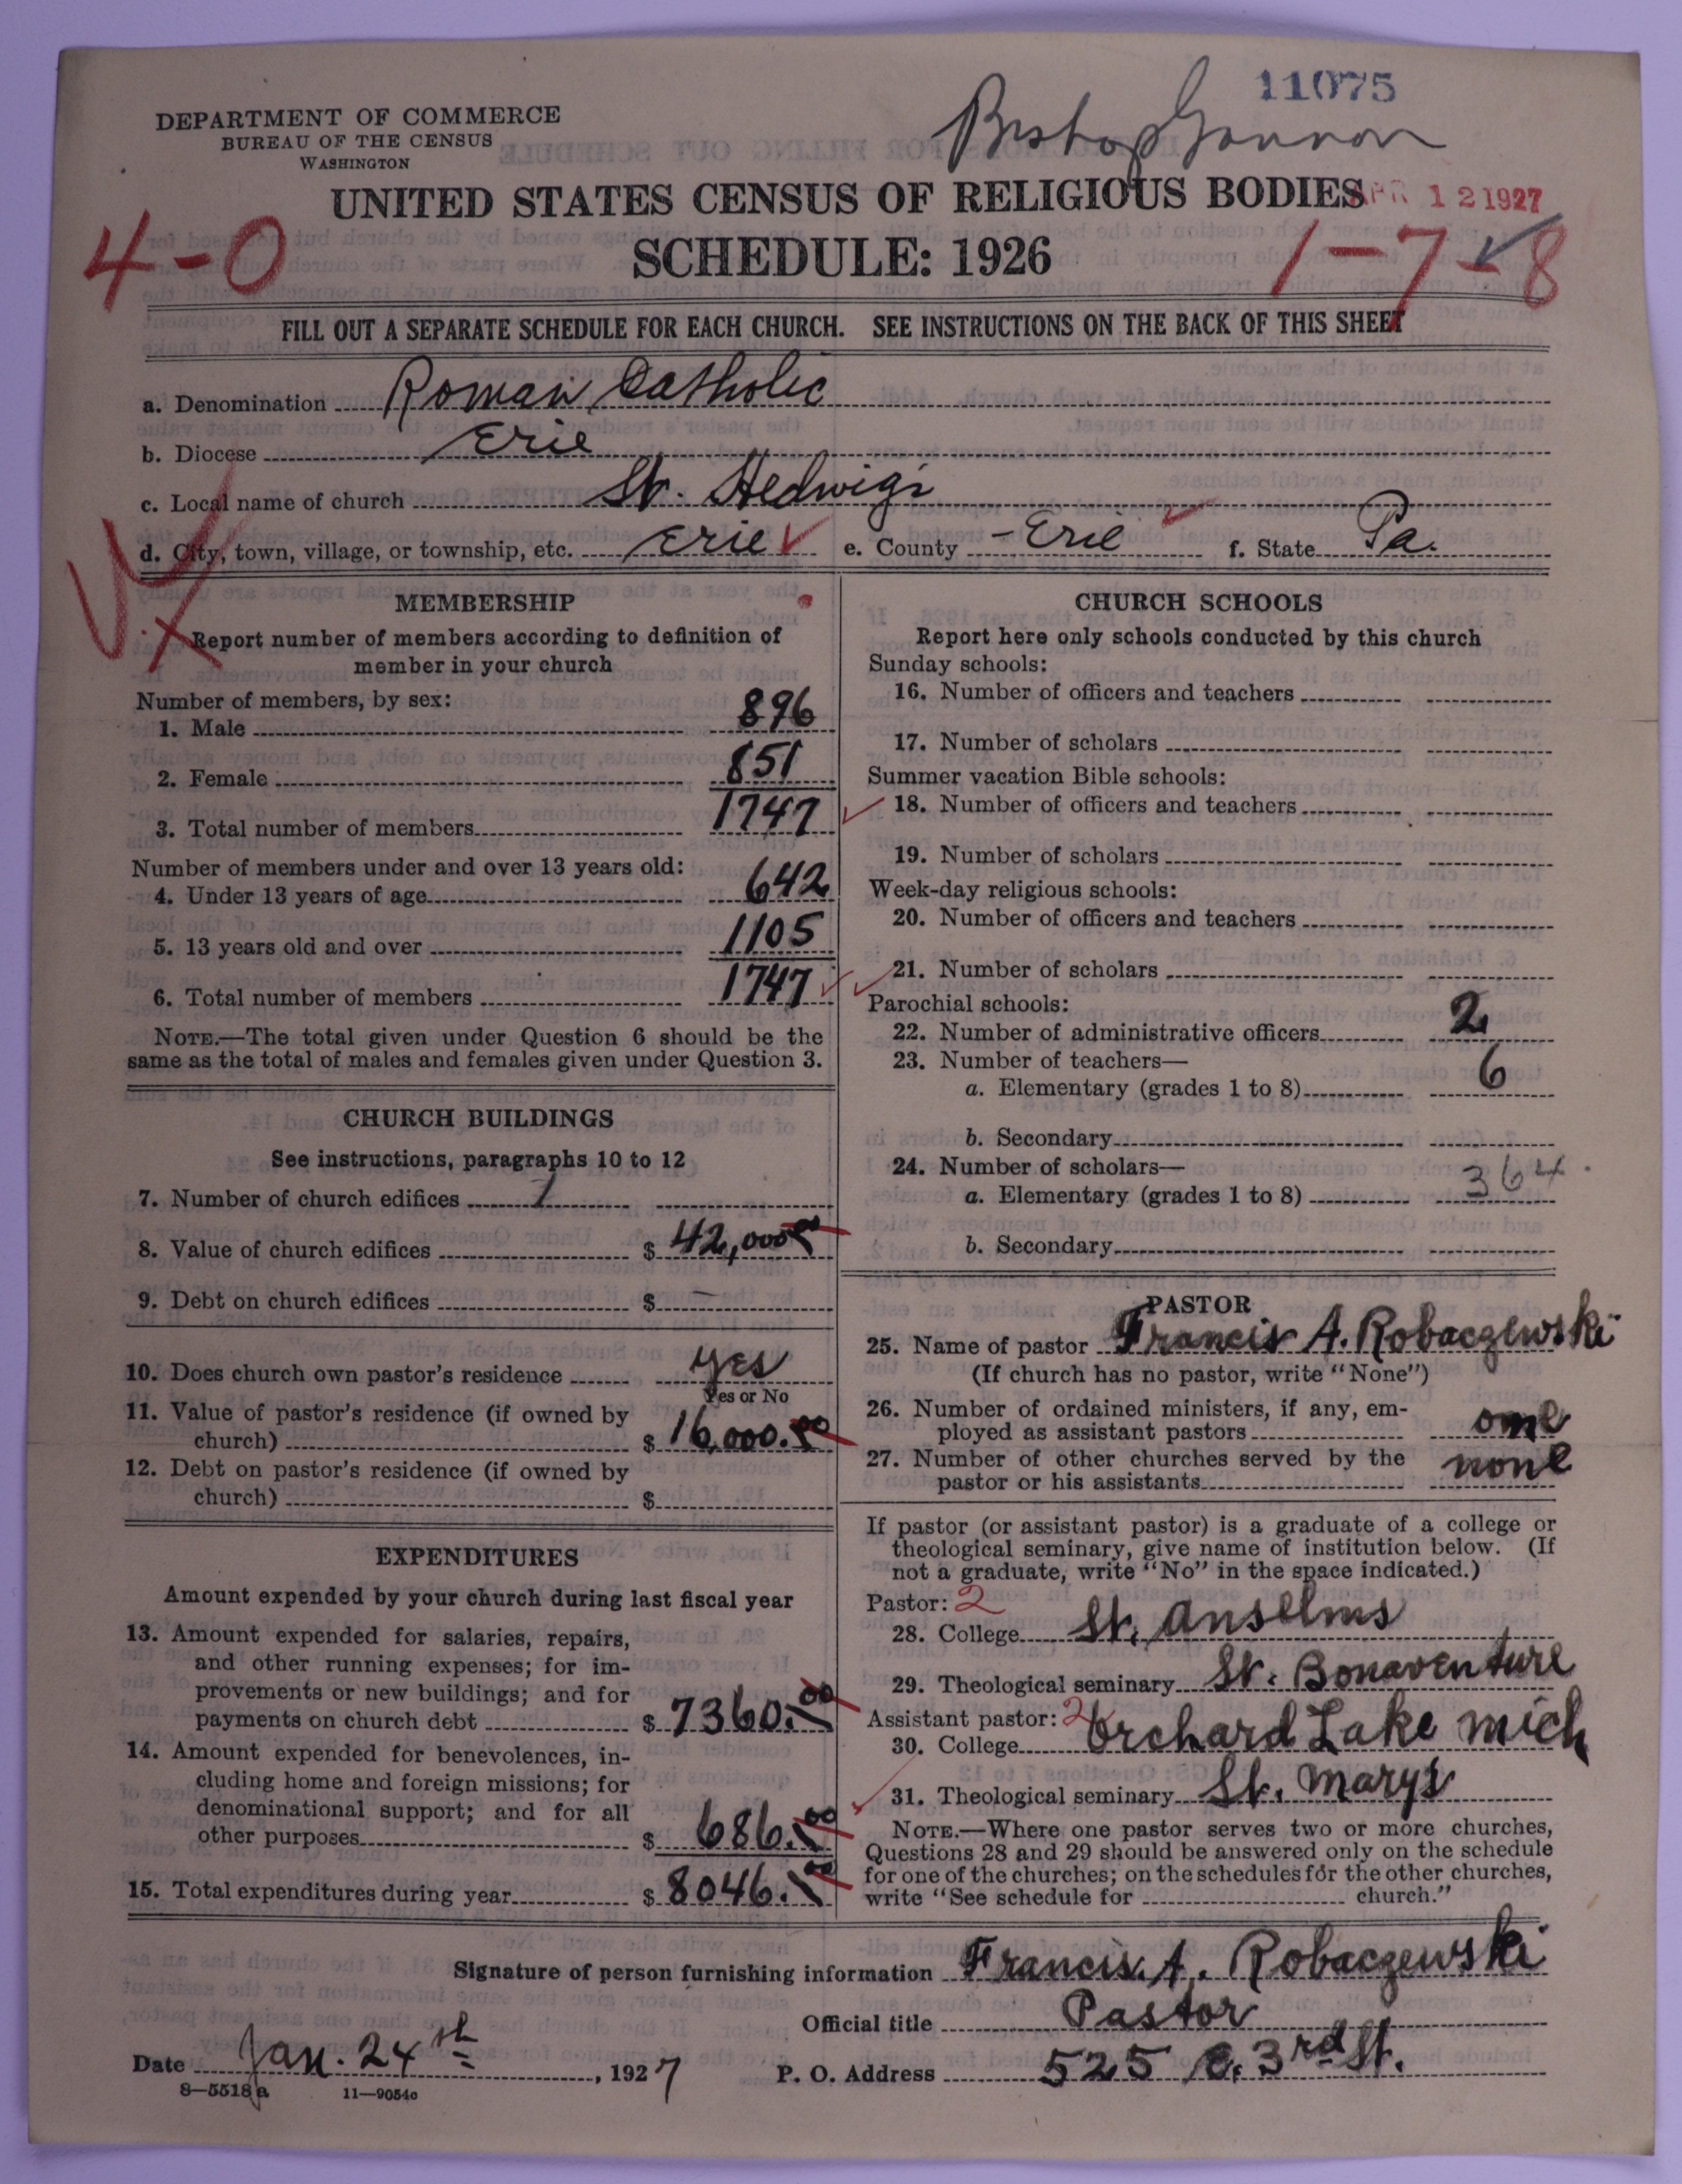 11075
Bishop Gannon
DEPARTMENT OF COMMERCE
BUREAU OF THE CENSUS
WASHINGTON
UNITED STATES CENSUS OF RELIGIOUS BODIES
APR 12 1927
SCHEDULE: 1926
4-0
1-7-8
FILL OUT A SEPARATE SCHEDULE FOR EACH CHURCH. SEE INSTRUCTIONS ON THE BACK OF THIS SHEET
a. Denomination Roman Catholic
b. Diocese Erie
c. Local name of church St. Hedwigs
d. City, town, village, or township, etc. Erie e. County Erie f. State Pa.
MEMBERSHIP
Report number of members according to definition of
member in your church
Number of members, by sex:
1. Male 896
2. Female 851
3. Total number of members 1747
Number of members under and over 13 years old:
4. Under 13 years of age 642
5. 13 years old and over 1105
6. Total number of members 1747
NOTE.—The total given under Question 6 should be the
same as the total of males and females given under Question 3.
CHURCH BUILDINGS
See instructions, paragraphs 10 to 12
7. Number of church edifices 1
8. Value of church edifices $ 42,000 00
9. Debt on church edifices $ —
10. Does church own pastor's residence yes
Yes or No
11. Value of pastor's residence (if owned by
church) $ 16,000.00
12. Debt on pastor's residence (if owned by
church) $
EXPENDITURES
Amount expended by your church during last fiscal year
13. Amount expended for salaries, repairs,
and other running expenses; for im-
provements or new buildings; and for
payments on church debt $ 7360.00
14. Amount expended for benevolences, in-
cluding home and foreign missions; for
denominational support; and for all
other purposes $ 686.00
15. Total expenditures during year $ 8046.00
CHURCH SCHOOLS
Report here only schools conducted by this church
Sunday schools:
16. Number of officers and teachers
17. Number of scholars
Summer vacation Bible schools:
18. Number of officers and teachers
19. Number of scholars
Week-day religious schools:
20. Number of officers and teachers
21. Number of scholars
Parochial schools:
22. Number of administrative officers 2
23. Number of teachers—
a. Elementary (grades 1 to 8) 6
b. Secondary
24. Number of scholars—
a. Elementary (grades 1 to 8) 364.
b. Secondary
PASTOR
25. Name of pastor Francis A. Robaczewski
(If church has no pastor, write "None")
26. Number of ordained ministers, if any, em-
ployed as assistant pastors one
27. Number of other churches served by the
pastor or his assistants none
If pastor (or assistant pastor) is a graduate of a college or
theological seminary, give name of institution below. (If
not a graduate, write "No" in the space indicated.)
Pastor: 2
28. College St. Anselms
29. Theological seminary St. Bonaventure
Assistant pastor: 2
30. College Orchard Lake Mich
31. Theological seminary St. Marys
NOTE.—Where one pastor serves two or more churches,
Questions 28 and 29 should be answered only on the schedule
for one of the churches; on the schedules for the other churches,
write "See schedule for church."
Signature of person furnishing information Francis A. Robaczewski
Official title Pastor
Date Jan. 24th, 1927 P. O. Address 525 E. 3rd St.
8—5518a 11—9054c